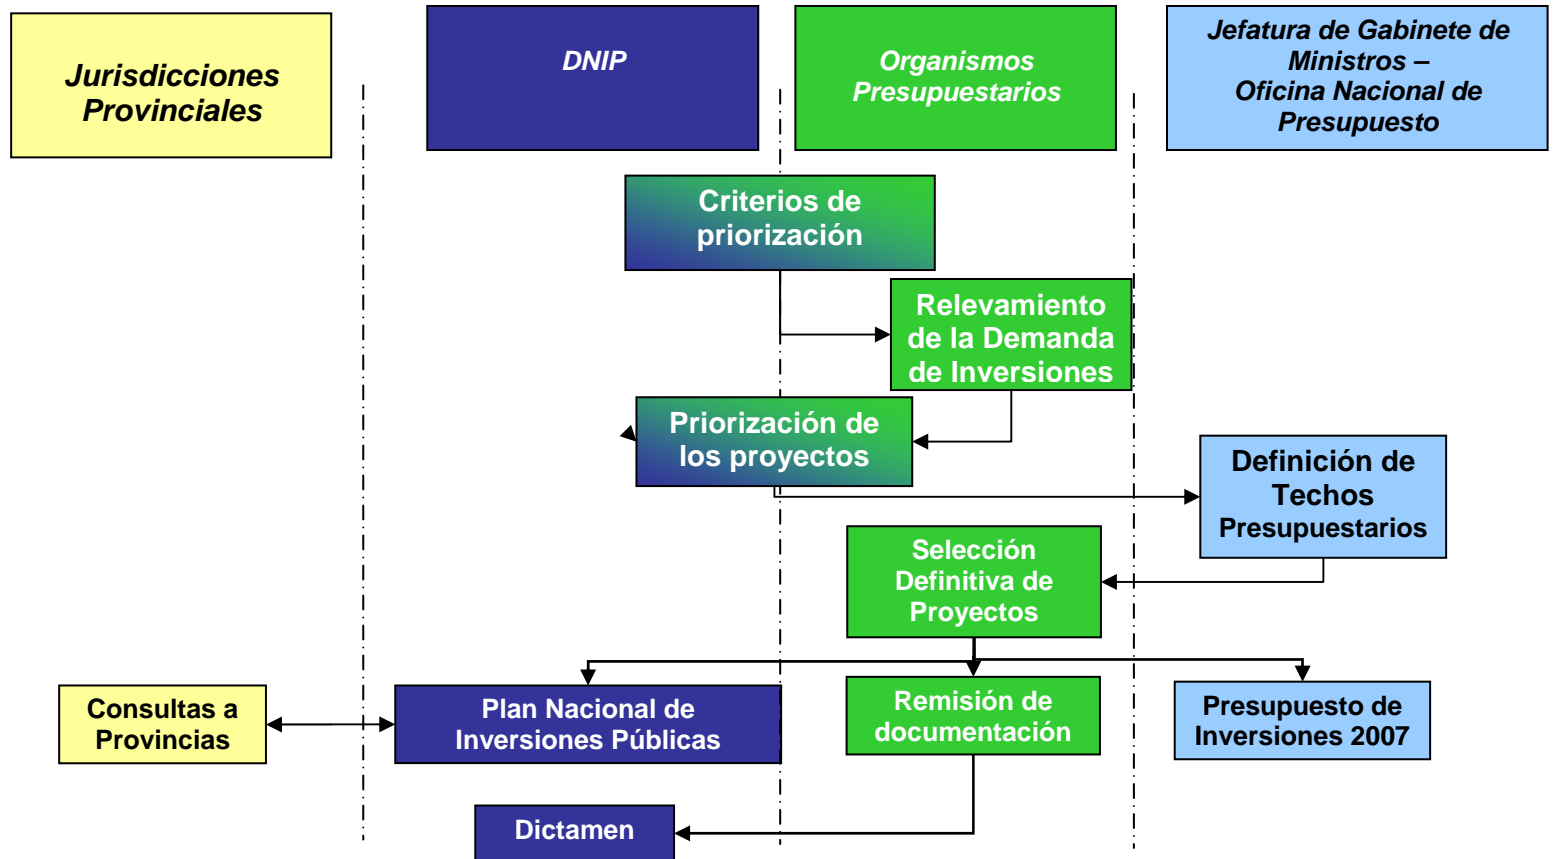 Jurisdicciones
Provinciales
DNIP
Organismos
Presupuestarios
Jefatura de Gabinete de
Ministros –
Oficina Nacional de
Presupuesto
Criterios de
priorización
Relevamiento
de la Demanda
de Inversiones
Priorización de
los proyectos
Definición de
Techos
Presupuestarios
Selección
Definitiva de
Proyectos
Consultas a
Provincias
Plan Nacional de
Inversiones Públicas
Remisión de
documentación
Presupuesto de
Inversiones 2007
Dictamen